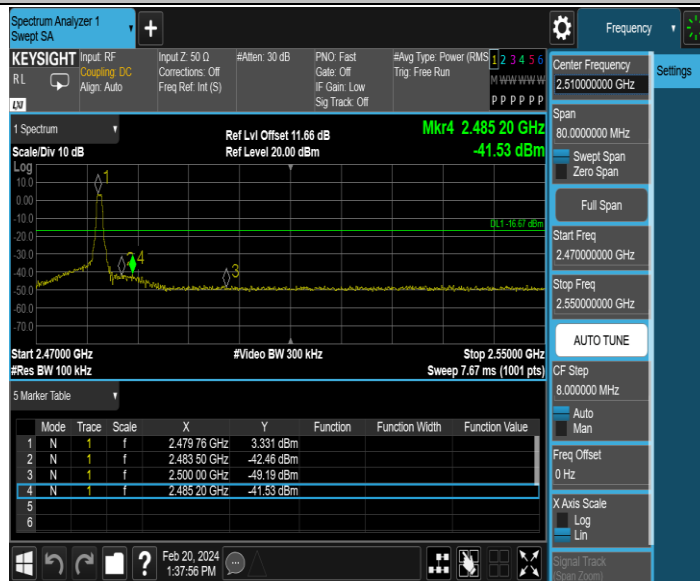 Spectrum Analyzer 1
Swept SA
+
Frequency
KEYSIGHT
RL
LXI
Input: RF
Coupling: DC
Align: Auto
Input Z: 50 Ω
Corrections: Off
Freq Ref: Int (S)
#Atten: 30 dB
PNO: Fast
Gate: Off
IF Gain: Low
Sig Track: Off
#Avg Type: Power (RMS
Trig: Free Run
1 2 3 4 5 6
M W W W W W
P P P P P P
1 Spectrum
Scale/Div 10 dB
Ref Lvl Offset 11.66 dB
Ref Level 20.00 dBm
Mkr4 2.485 20 GHz
-41.53 dBm
Log
10.0
0.00
-10.0
-20.0
-30.0
-40.0
-50.0
-60.0
-70.0
1
2 4
3
DL1 -16.67 dBm
Start 2.47000 GHz
#Res BW 100 kHz
#Video BW 300 kHz
Stop 2.55000 GHz
Sweep 7.67 ms (1001 pts)
5 Marker Table
Mode Trace Scale X Y Function Function Width Function Value
1 N 1 f 2.479 76 GHz 3.331 dBm
2 N 1 f 2.483 50 GHz -42.46 dBm
3 N 1 f 2.500 00 GHz -49.19 dBm
4 N 1 f 2.485 20 GHz -41.53 dBm
5
6
?
Feb 20, 2024
1:37:56 PM
Settings
Center Frequency
2.510000000 GHz
Span
80.0000000 MHz
Swept Span
Zero Span
Full Span
Start Freq
2.470000000 GHz
Stop Freq
2.550000000 GHz
AUTO TUNE
CF Step
8.000000 MHz
Auto
Man
Freq Offset
0 Hz
X Axis Scale
Log
Lin
Signal Track
(Span Zoom)